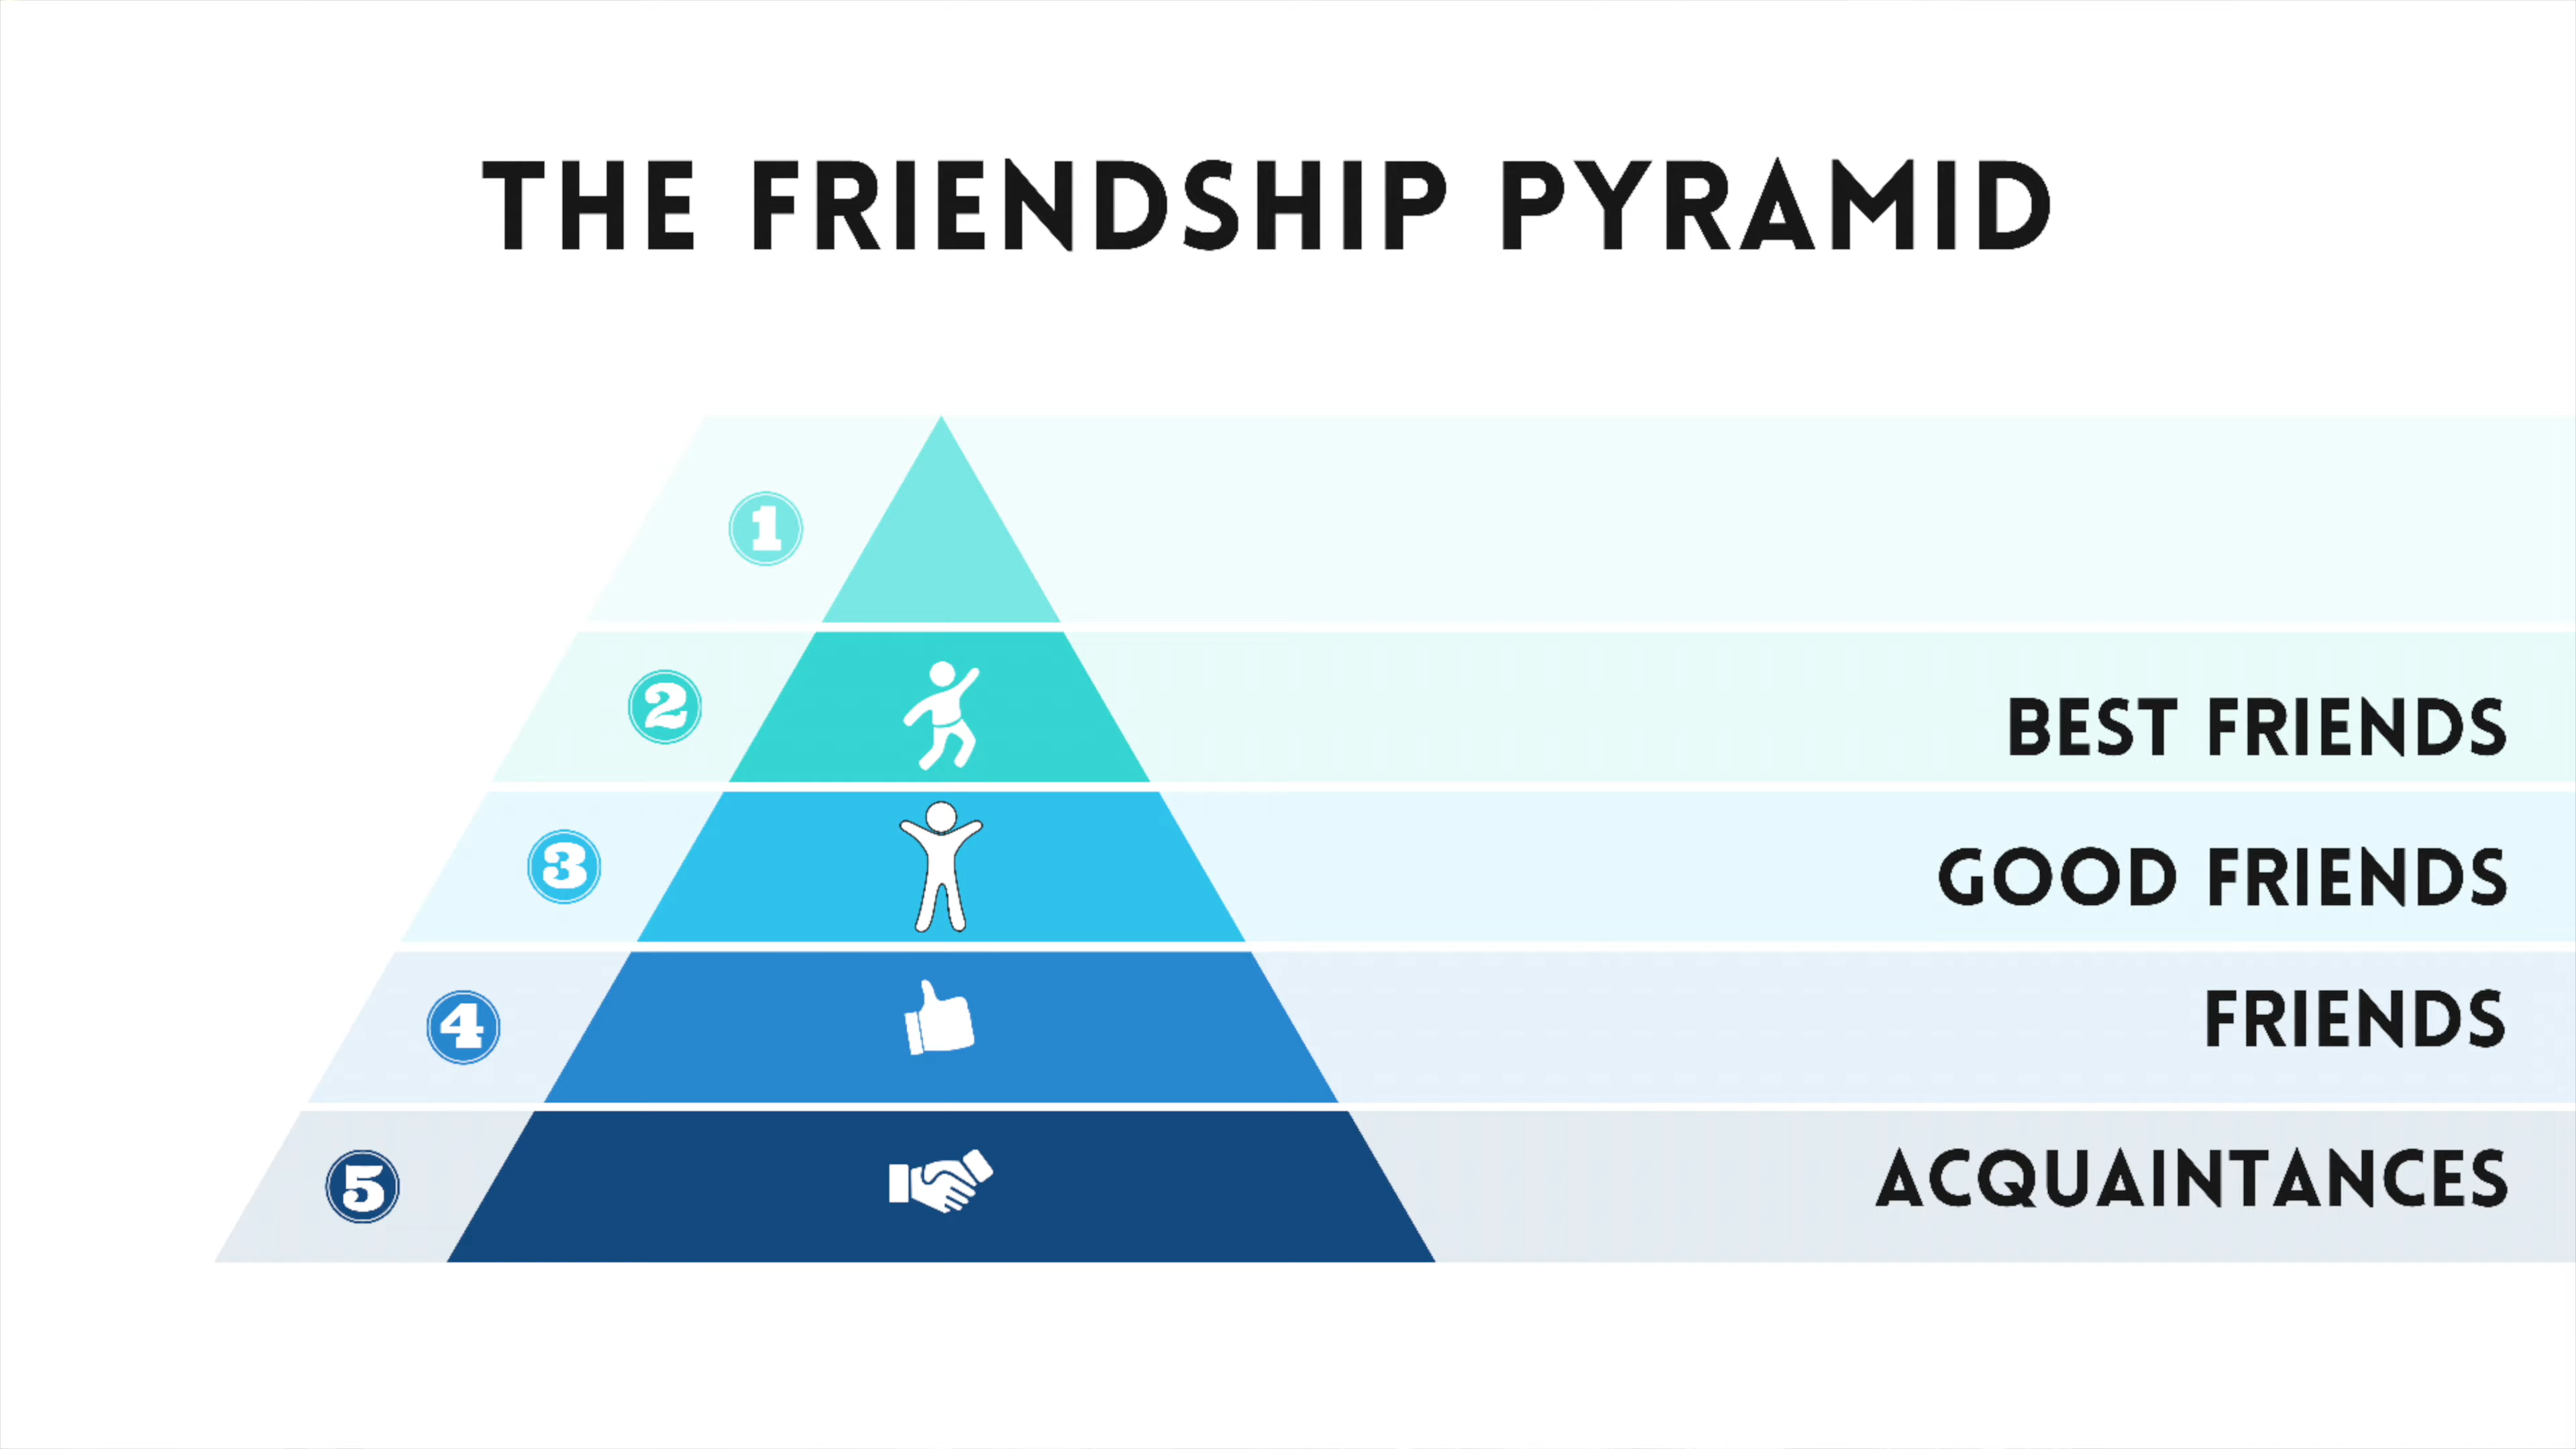 THE FRIENDSHIP PYRAMID
1
2 BEST FRIENDS
3 GOOD FRIENDS
4 FRIENDS
5 ACQUAINTANCES